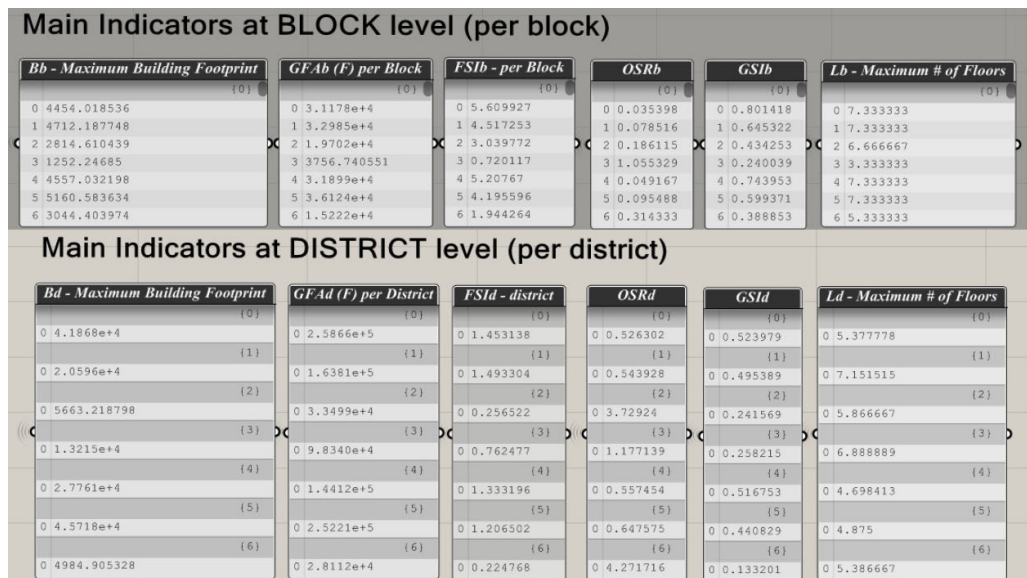 Main Indicators at BLOCK level (per block)
Bb - Maximum Building Footprint GFAb (F) per Block FSIb - per Block OSRb GSIb Lb - Maximum # of Floors
{0} {0} {0} {0} {0} {0}
0 4454.018536 0 3.1178e+4 0 5.609927 0 0.035398 0 0.801418 0 7.333333
1 4712.187748 1 3.2985e+4 1 4.517253 1 0.078516 1 0.645322 1 7.333333
2 2814.610439 2 1.9702e+4 2 3.039772 2 0.186115 2 0.434253 2 6.666667
3 1252.24685 3 3756.740551 3 0.720117 3 1.055329 3 0.240039 3 3.333333
4 4557.032198 4 3.1899e+4 4 5.20767 4 0.049167 4 0.743953 4 7.333333
5 5160.583634 5 3.6124e+4 5 4.195596 5 0.095488 5 0.599371 5 7.333333
6 3044.403974 6 1.5222e+4 6 1.944264 6 0.314333 6 0.388853 6 5.333333
Main Indicators at DISTRICT level (per district)
Bd - Maximum Building Footprint GFAd (F) per District FSId - district OSRd GSId Ld - Maximum # of Floors
{0} {0} {0} {0} {0} {0}
0 4.1868e+4 0 2.5866e+5 0 1.453138 0 0.526302 0 0.523979 0 5.377778
{1} {1} {1} {1} {1} {1}
0 2.0596e+4 0 1.6381e+5 0 1.493304 0 0.543928 0 0.495389 0 7.151515
{2} {2} {2} {2} {2} {2}
0 5663.218798 0 3.3499e+4 0 0.256522 0 3.72924 0 0.241569 0 5.866667
{3} {3} {3} {3} {3} {3}
0 1.3215e+4 0 9.8340e+4 0 0.762477 0 1.177139 0 0.258215 0 6.888889
{4} {4} {4} {4} {4} {4}
0 2.7761e+4 0 1.4412e+5 0 1.333196 0 0.557454 0 0.516753 0 4.698413
{5} {5} {5} {5} {5} {5}
0 4.5718e+4 0 2.5221e+5 0 1.206502 0 0.647575 0 0.440829 0 4.875
{6} {6} {6} {6} {6} {6}
0 4984.905328 0 2.8112e+4 0 0.224768 0 4.271716 0 0.133201 0 5.386667